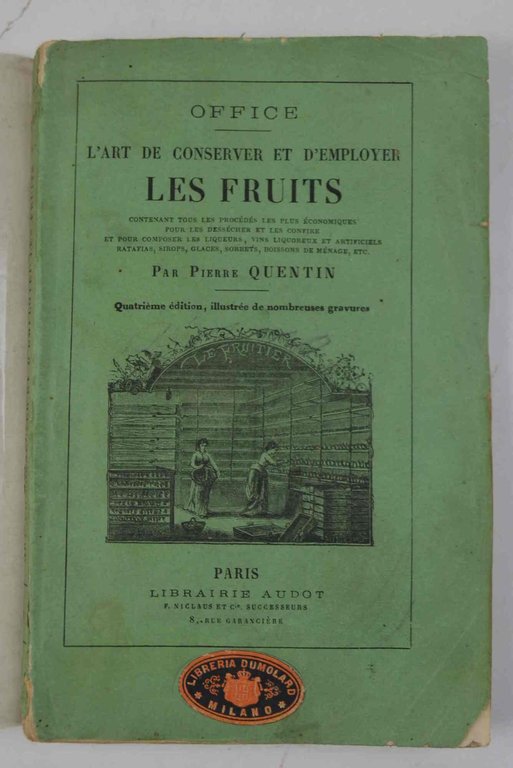 OFFICE
L'ART DE CONSERVER ET D'EMPLOYER
LES FRUITS
CONTENANT TOUS LES PROCÉDÉS LES PLUS ÉCONOMIQUES
POUR LES DESSÉCHER ET LES CONFIRE
ET POUR COMPOSER LES LIQUEURS, VINS LIQUOREUX ET ARTIFICIELS
RATAFIAS, SIROPS, GLACES, SORBETS, BOISSONS DE MÉNAGE, ETC.
PAR PIERRE QUENTIN
Quatrième édition, illustrée de nombreuses gravures
LE FRUITIER
PARIS
LIBRAIRIE AUDOT
F. NICLAUS ET Cie, SUCCESSEURS
8, RUE GARANCIÈRE
LIBRERIA DUMOLARD
MILANO